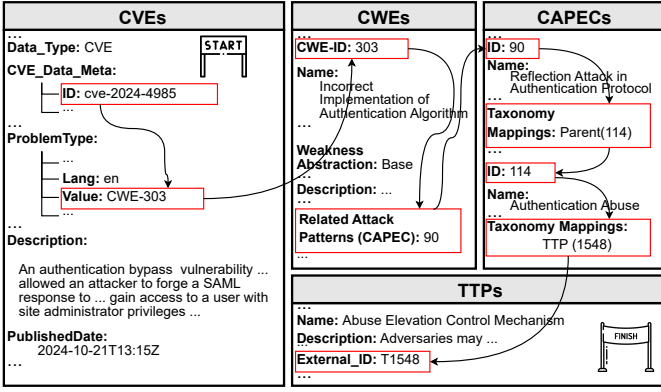 CVEs
...
Data_Type: CVE
START
CVE_Data_Meta:
ID: cve-2024-4985
...
ProblemType:
...
Lang: en
Value: CWE-303
...
...
Description:
An authentication bypass vulnerability ...
allowed an attacker to forge a SAML
response to ... gain access to a user with
site administrator privileges ...
PublishedDate:
2024-10-21T13:15Z
...
CWEs
...
CWE-ID: 303
Name:
Incorrect
Implementation of
Authentication Algorithm
...
Weakness
Abstraction: Base
...
Description: ...
Related Attack
Patterns (CAPEC): 90
...
CAPECs
...
ID: 90
Name:
Reflection Attack in
Authentication Protocol
...
Taxonomy
Mappings: Parent(114)
...
ID: 114
Name:
Authentication Abuse
...
Taxonomy Mappings:
TTP (1548)
...
TTPs
...
Name: Abuse Elevation Control Mechanism
Description: Adversaries may ...
External_ID: T1548
...
FINISH